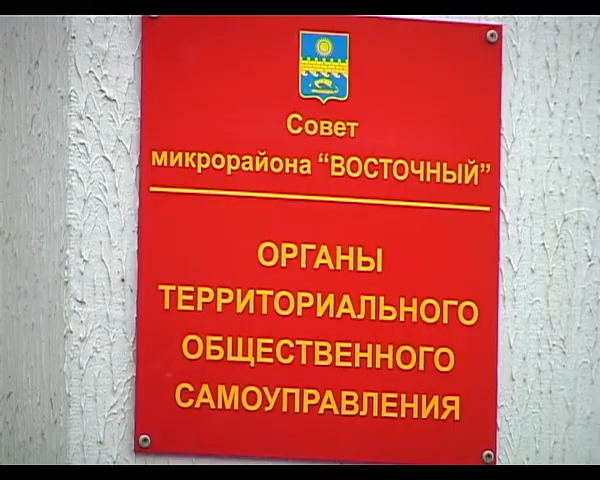 Совет
микрорайона “ВОСТОЧНЫЙ”
ОРГАНЫ
ТЕРРИТОРИАЛЬНОГО
ОБЩЕСТВЕННОГО
САМОУПРАВЛЕНИЯ